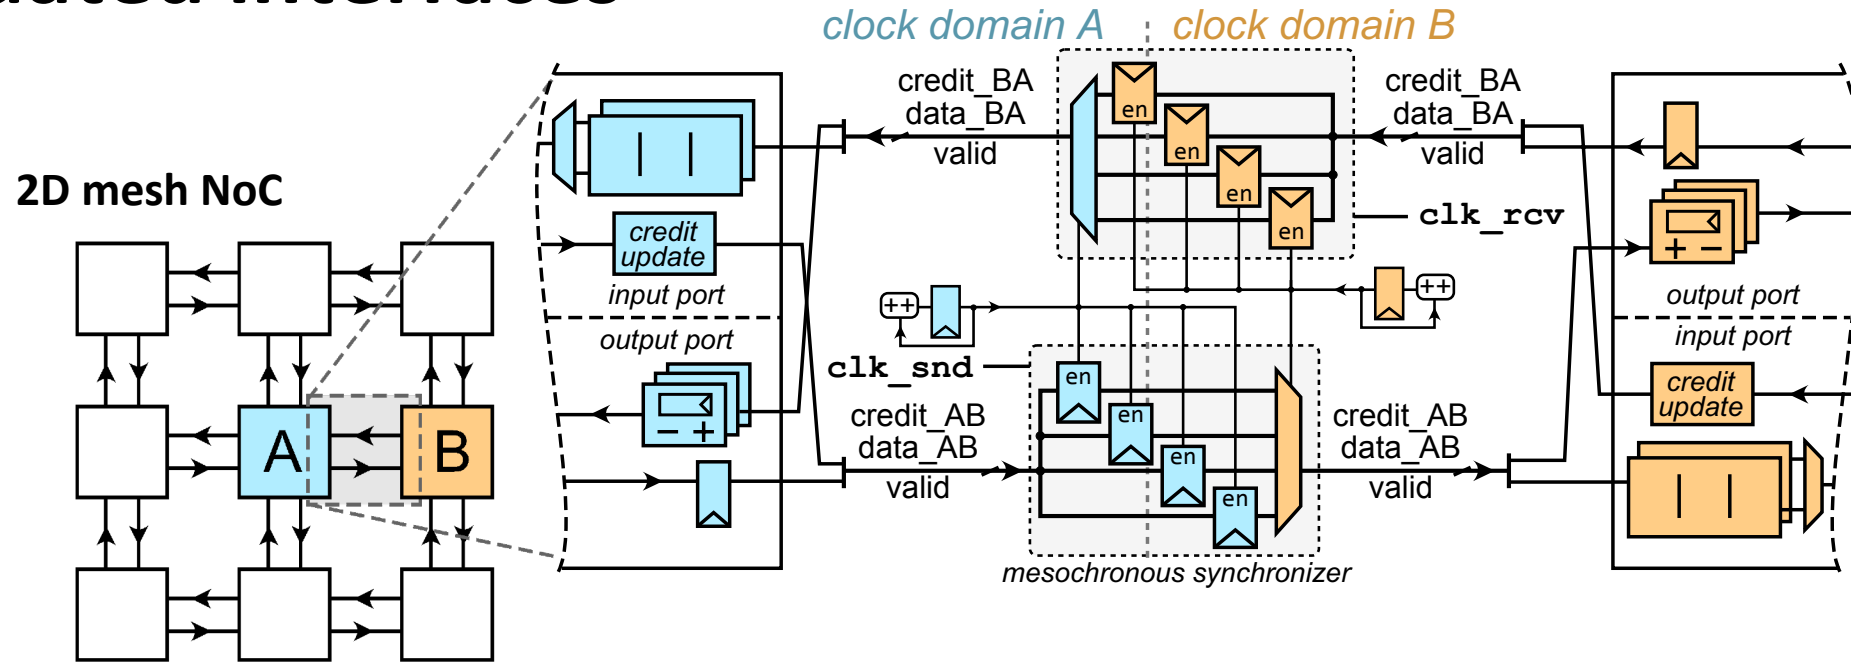 clock domain A
clock domain B
2D mesh NoC
A
B
credit update
input port
output port
credit_BA
data_BA
valid
en
en
en
en
credit_BA
data_BA
valid
clk_rcv
++
++
clk_snd
credit_AB
data_AB
valid
en
en
en
en
credit_AB
data_AB
valid
mesochronous synchronizer
− +
+ −
output port
input port
credit update